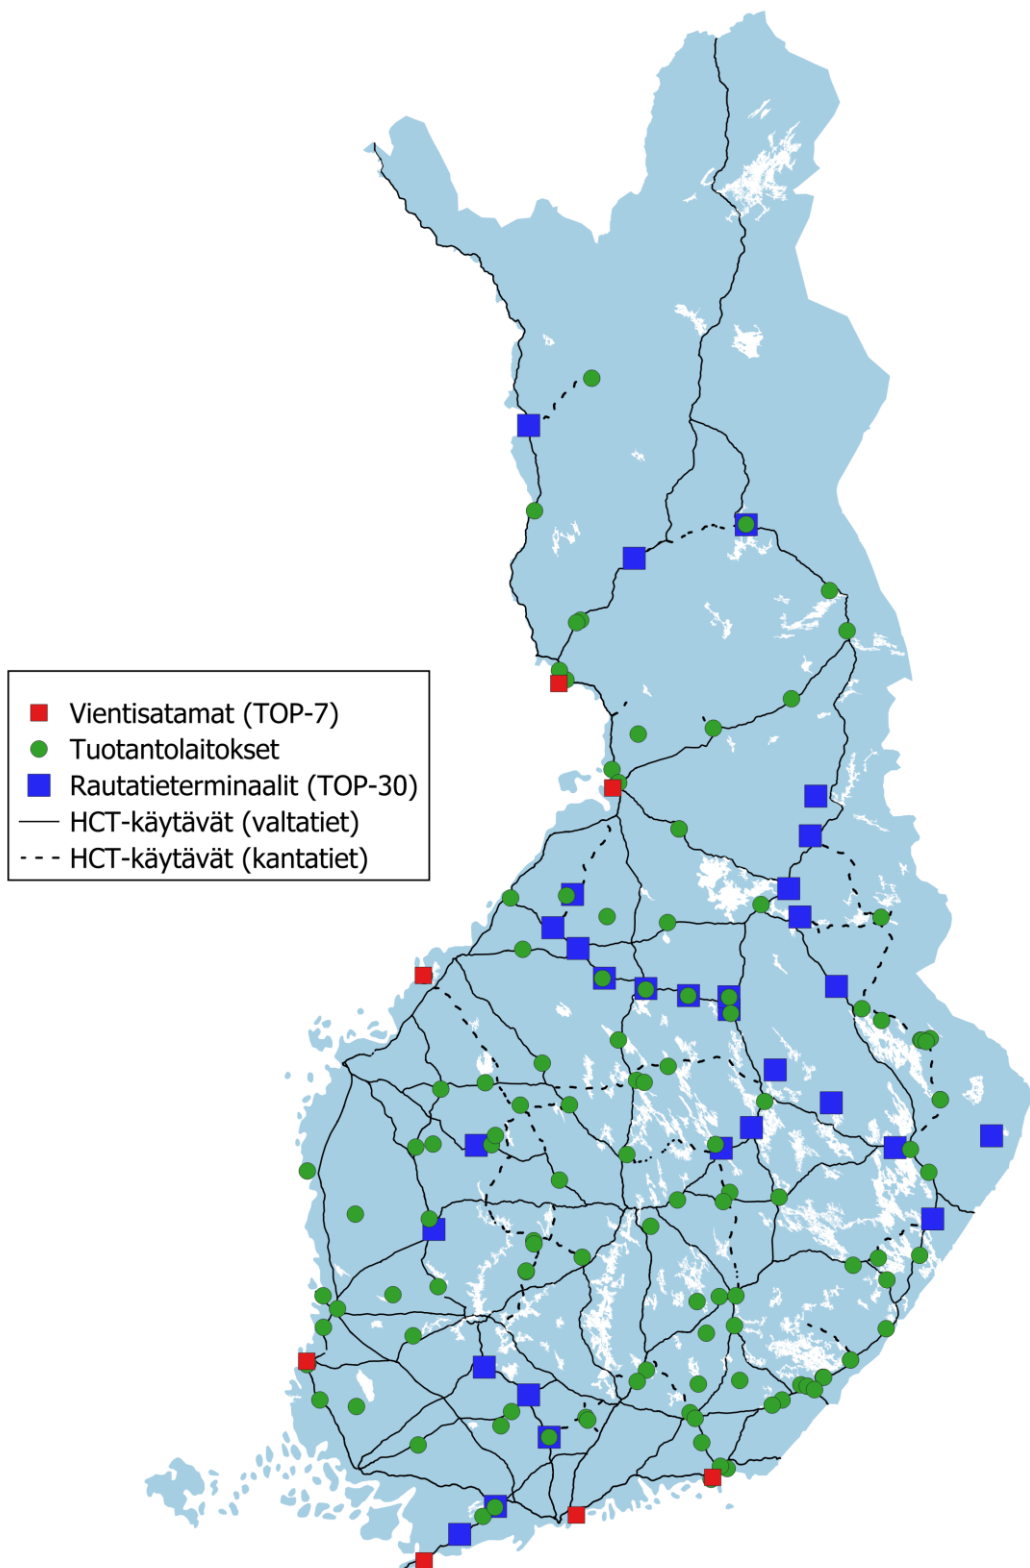 Vientisatamat (TOP-7)
Tuotantolaitokset
Rautatieterminaalit (TOP-30)
HCT-käytävät (valtatiet)
HCT-käytävät (kantatiet)